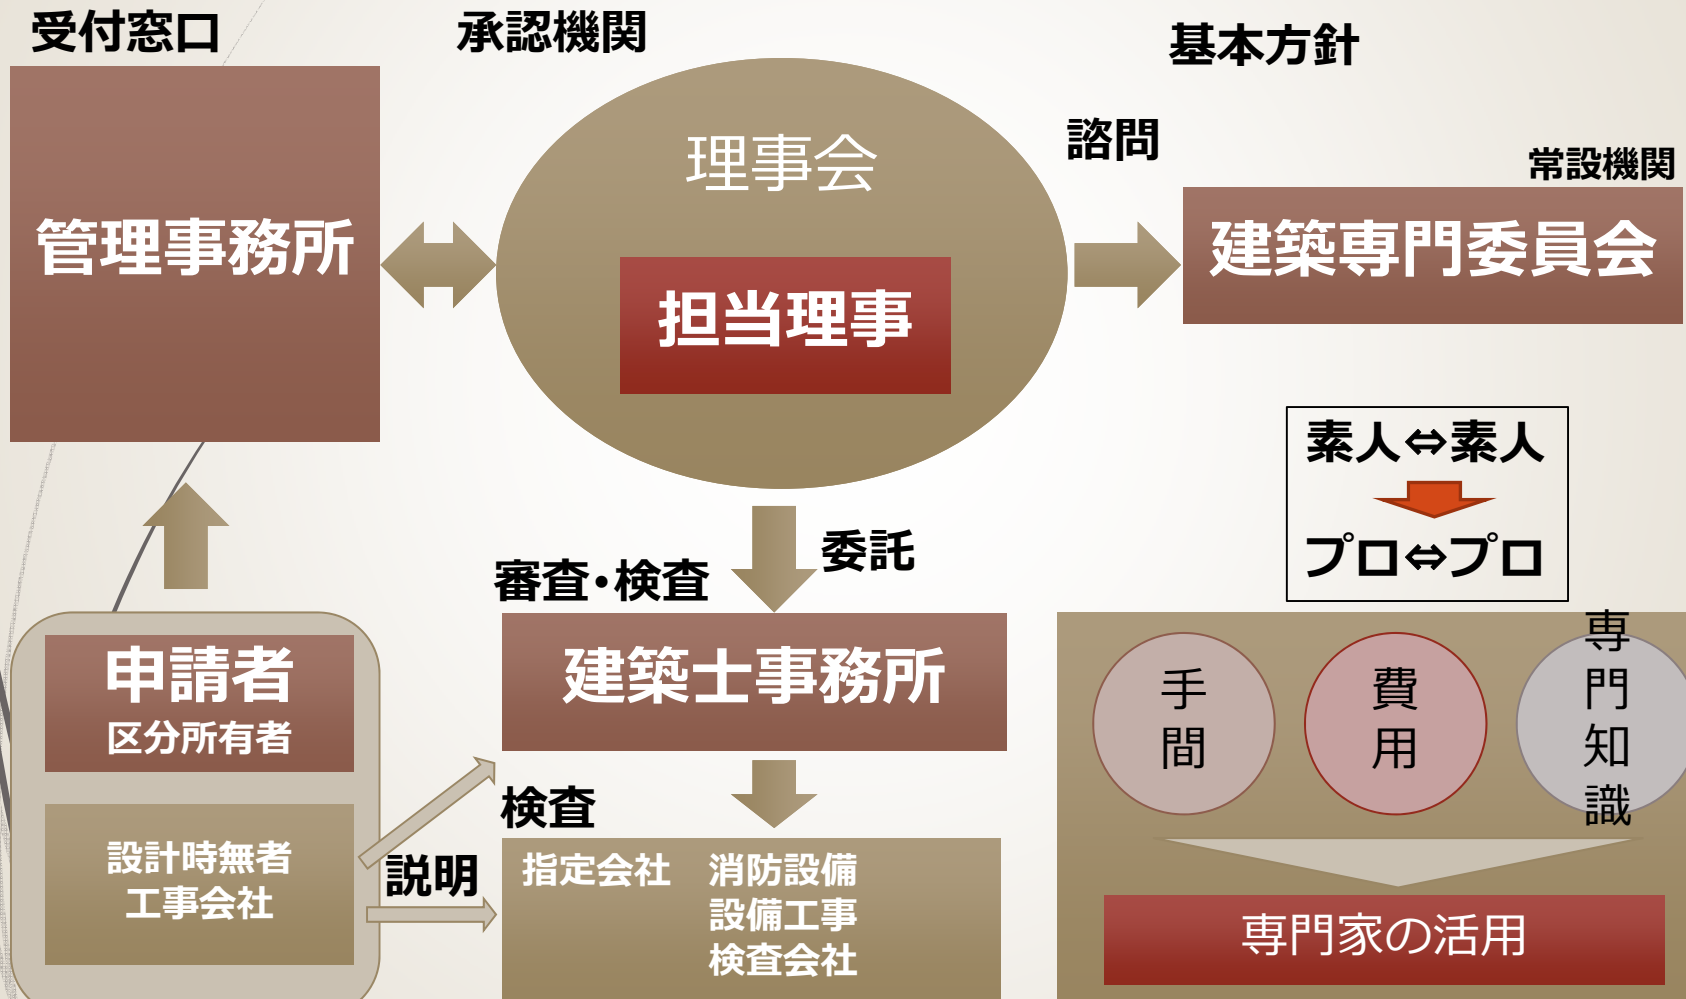 受付窓口
承認機関
基本方針
諮問
常設機関
管理事務所
理事会
担当理事
建築専門委員会
素人⇔素人
プロ⇔プロ
委託
審査・検査
申請者
区分所有者
建築士事務所
設計時無者
工事会社
説明
検査
指定会社 消防設備
設備工事
検査会社
手間
費用
専門知識
専門家の活用